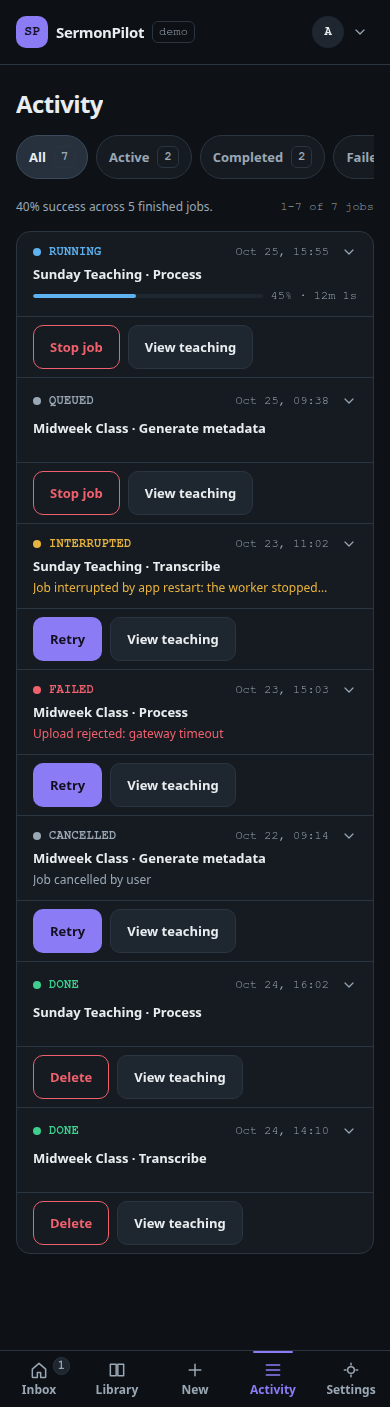 SP SermonPilot demo A
Activity
All 7 Active 2 Completed 2 Faile
40% success across 5 finished jobs. 1-7 of 7 jobs
RUNNING Oct 25, 15:55
Sunday Teaching · Process
45% · 12m 1s
Stop job View teaching
QUEUED Oct 25, 09:38
Midweek Class · Generate metadata
Stop job View teaching
INTERRUPTED Oct 23, 11:02
Sunday Teaching · Transcribe
Job interrupted by app restart: the worker stopped...
Retry View teaching
FAILED Oct 23, 15:03
Midweek Class · Process
Upload rejected: gateway timeout
Retry View teaching
CANCELLED Oct 22, 09:14
Midweek Class · Generate metadata
Job cancelled by user
Retry View teaching
DONE Oct 24, 16:02
Sunday Teaching · Process
Delete View teaching
DONE Oct 24, 14:10
Midweek Class · Transcribe
Delete View teaching
1
Inbox Library New Activity Settings